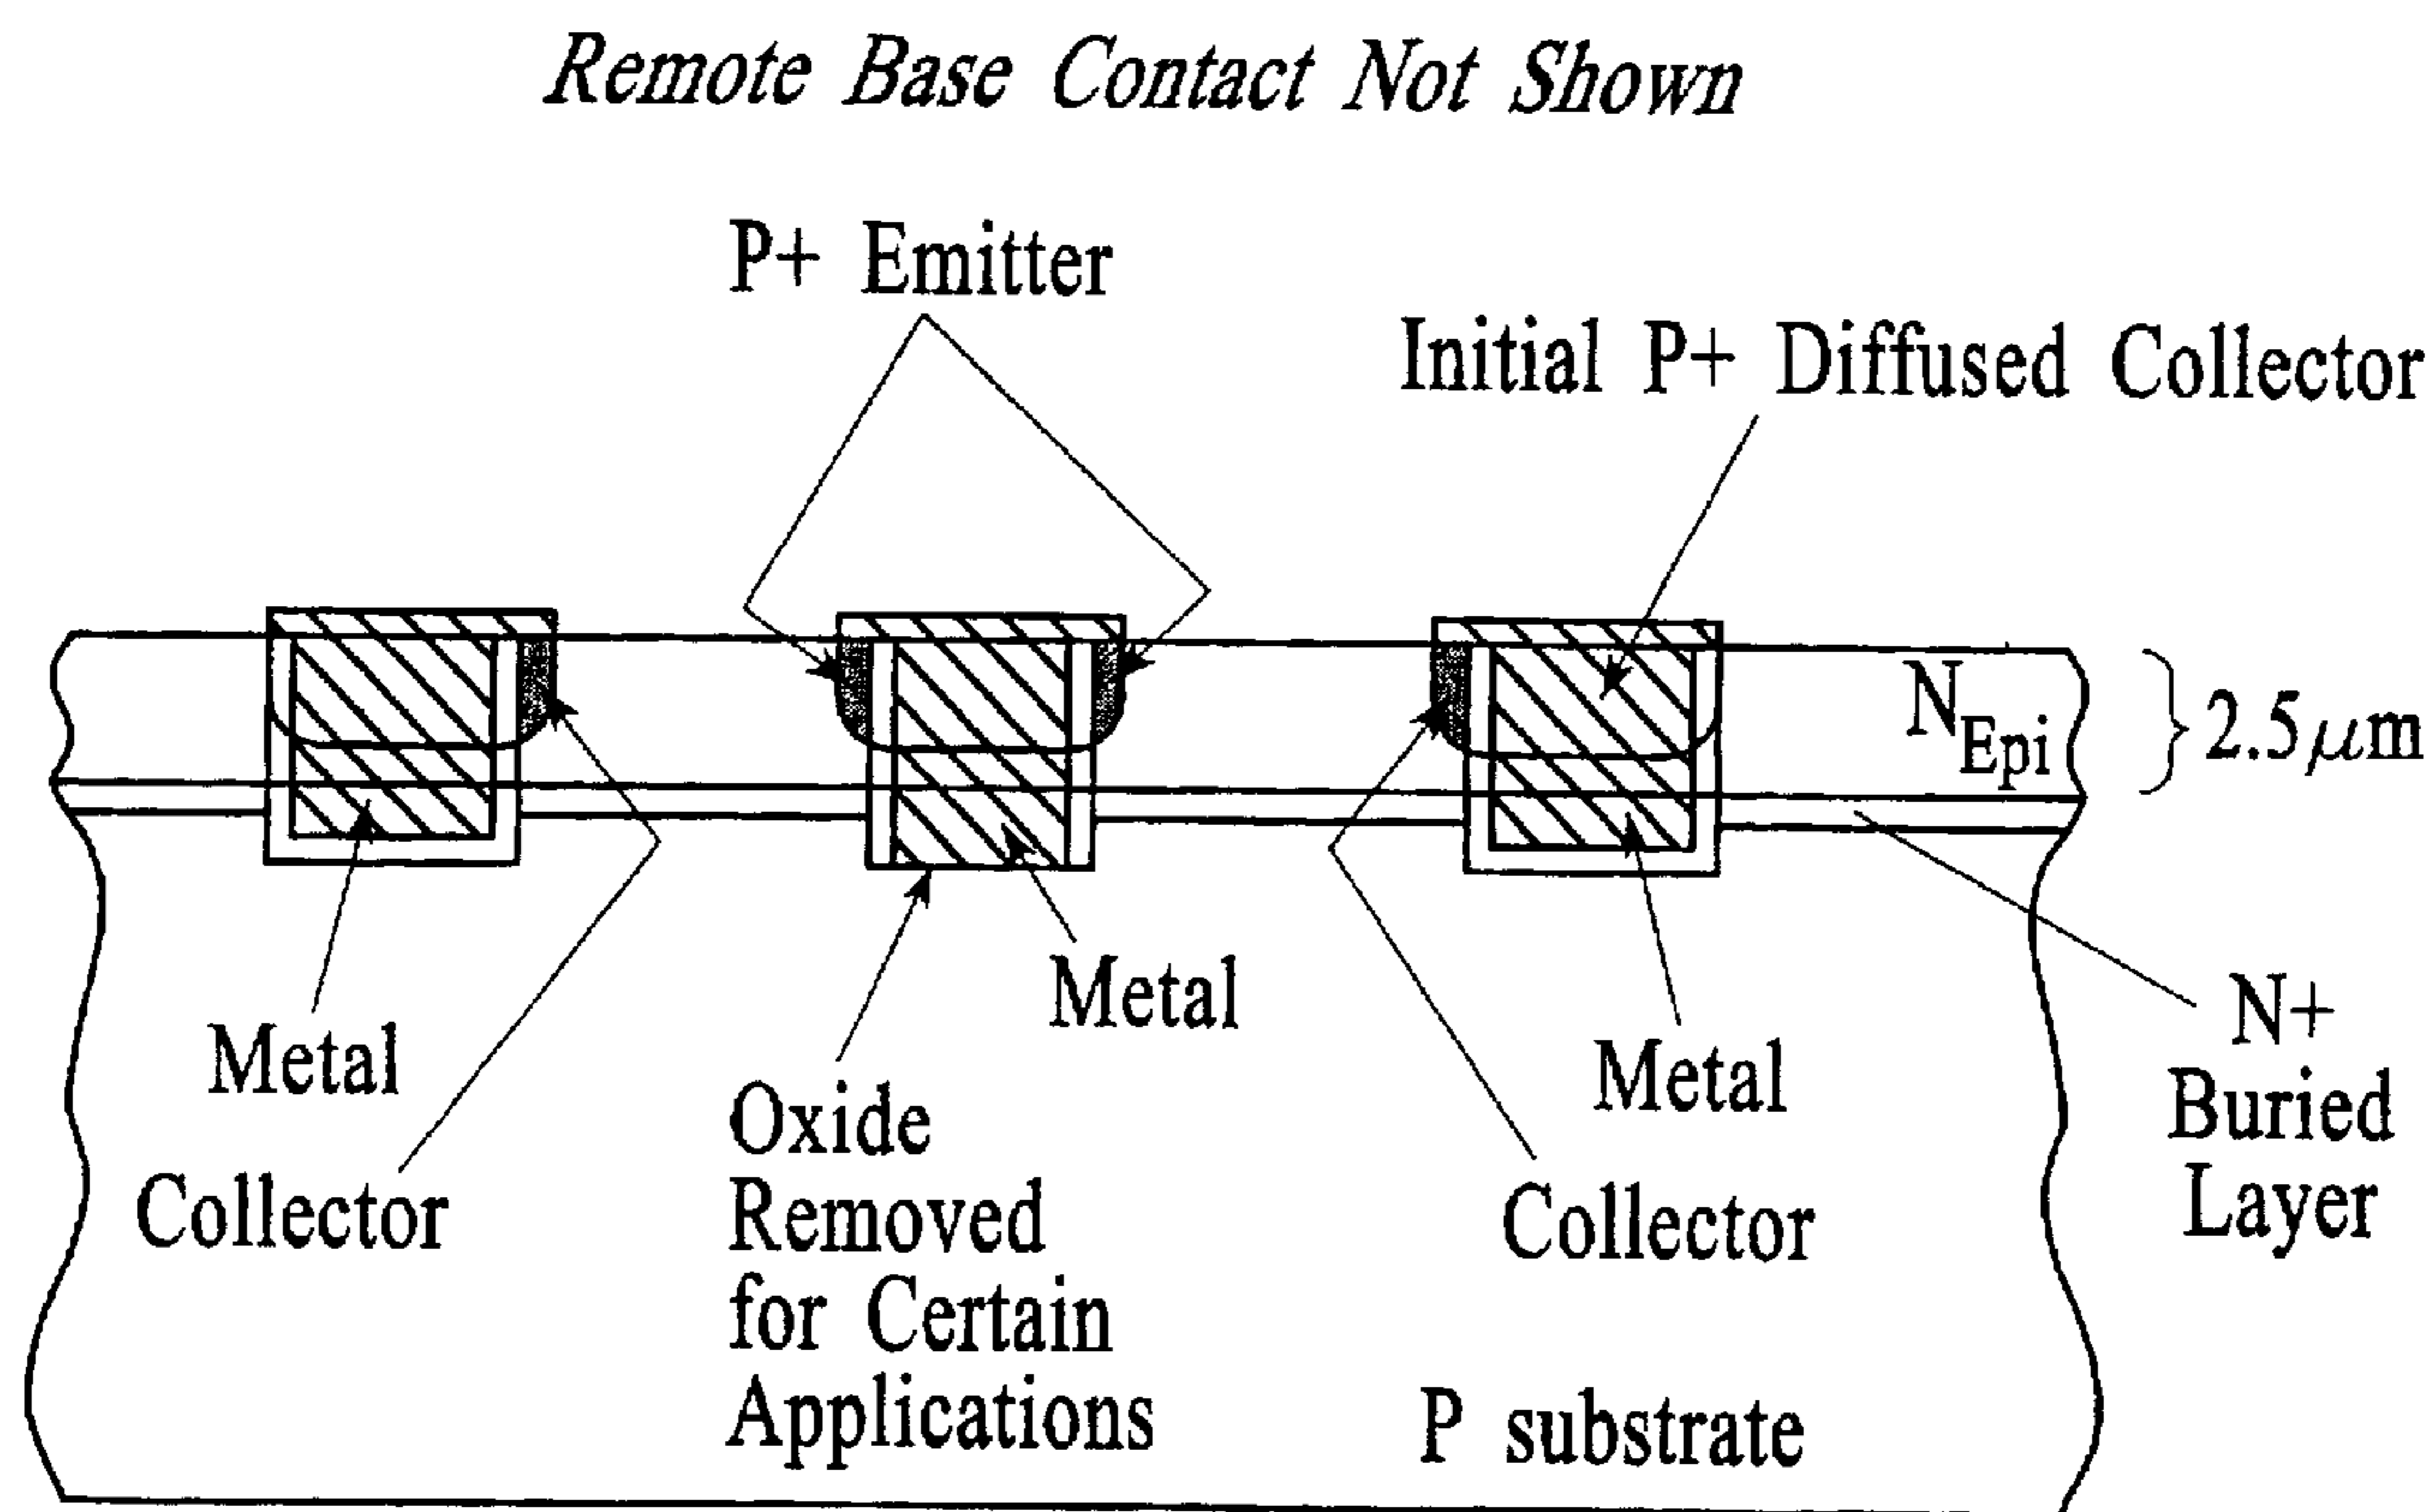 Remote Base Contact Not Shown
P+ Emitter
Initial P+ Diffused Collector
N Epi
2.5μm
Metal
Metal
Metal
N+
Buried
Layer
Collector
Oxide
Removed
for Certain
Applications
Collector
P substrate